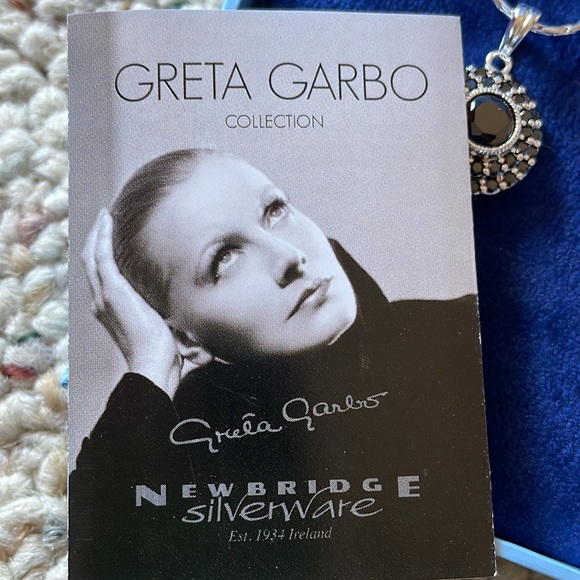 GRETA GARBO
COLLECTION
Greta Garbo
NEWBRIDGE
silverware
Est. 1934 Ireland